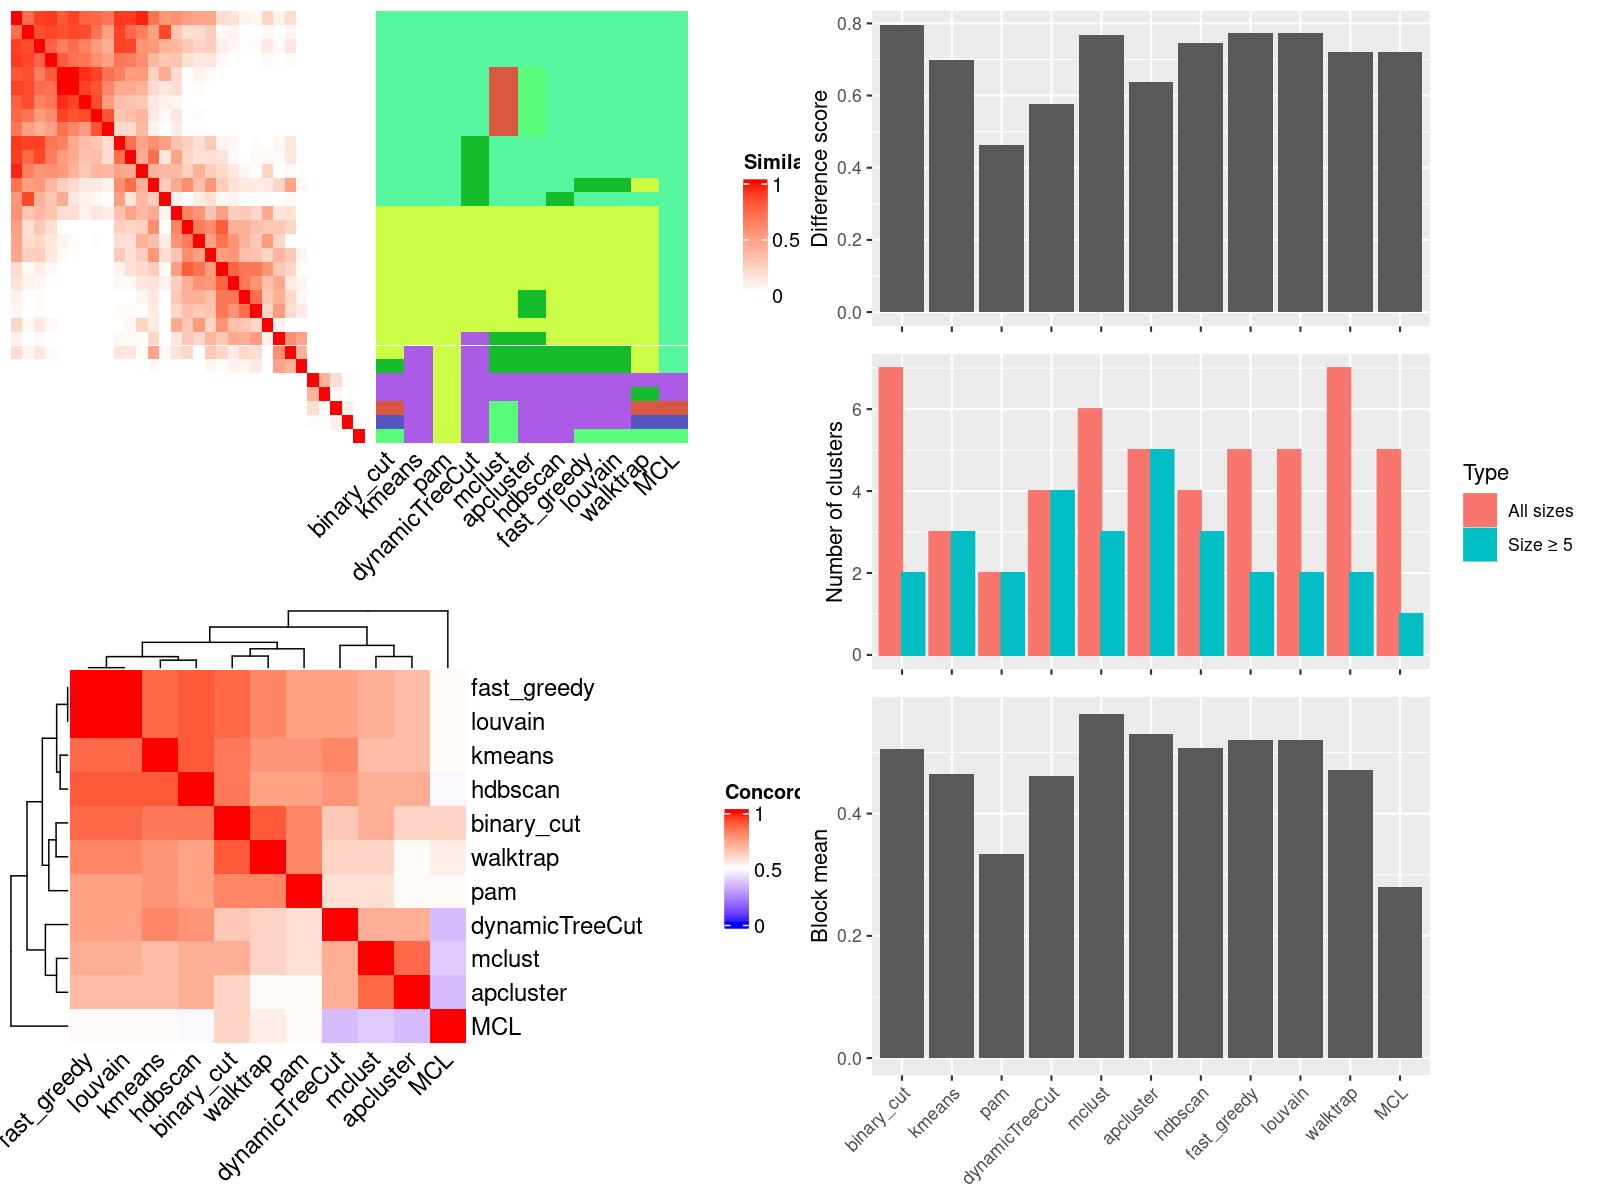 Simila
1
0.5
0
binary_cut
kmeans
pam
dynamicTreeCut
mclust
apcluster
hdbscan
fast_greedy
louvain
walktrap
MCL
fast_greedy
louvain
kmeans
hdbscan
binary_cut
walktrap
pam
dynamicTreeCut
mclust
apcluster
MCL
fast_greedy
louvain
kmeans
hdbscan
binary_cut
walktrap
pam
dynamicTreeCut
mclust
apcluster
MCL
Concord
1
0.5
0
Difference score
0.8
0.6
0.4
0.2
0.0
Number of clusters
6
4
2
0
Type
All sizes
Size ≥ 5
Block mean
0.4
0.2
0.0
binary_cut
kmeans
pam
dynamicTreeCut
mclust
apcluster
hdbscan
fast_greedy
louvain
walktrap
MCL